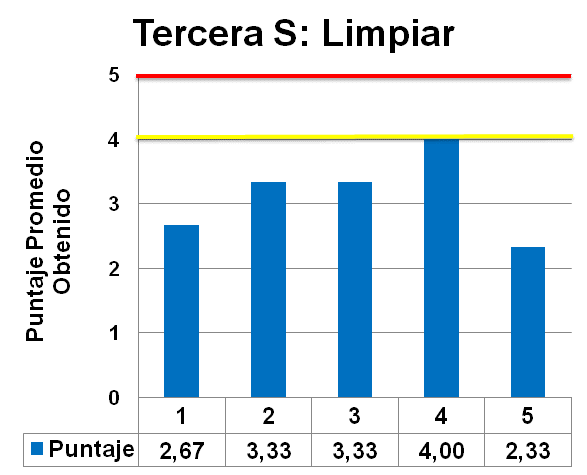 Tercera S: Limpiar
Puntaje Promedio
Obtenido
5
4
3
2
1
0
1 2 3 4 5
Puntaje 2,67 3,33 3,33 4,00 2,33